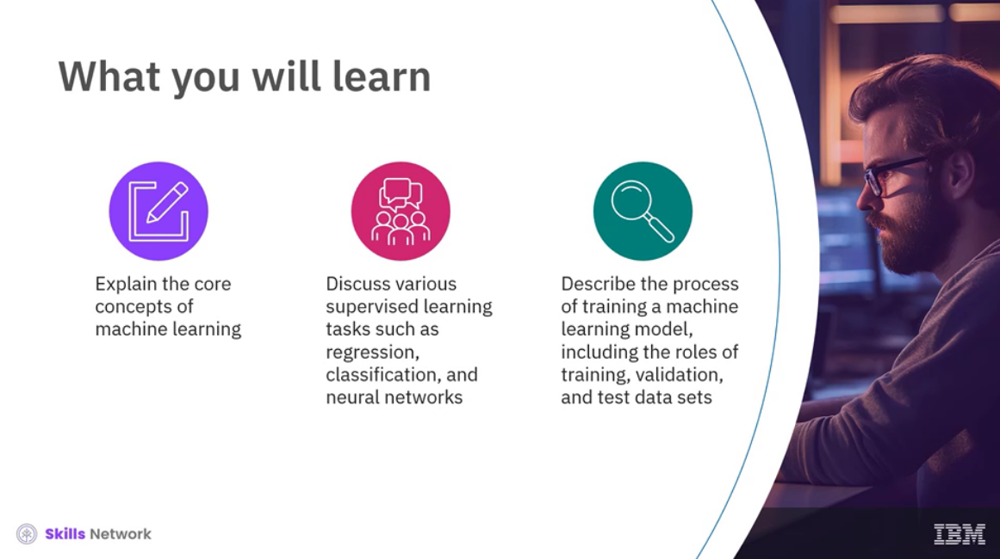 What you will learn
Explain the core
concepts of
machine learning
Discuss various
supervised learning
tasks such as
regression,
classification, and
neural networks
Describe the process
of training a machine
learning model,
including the roles of
training, validation,
and test data sets
Skills Network
IBM